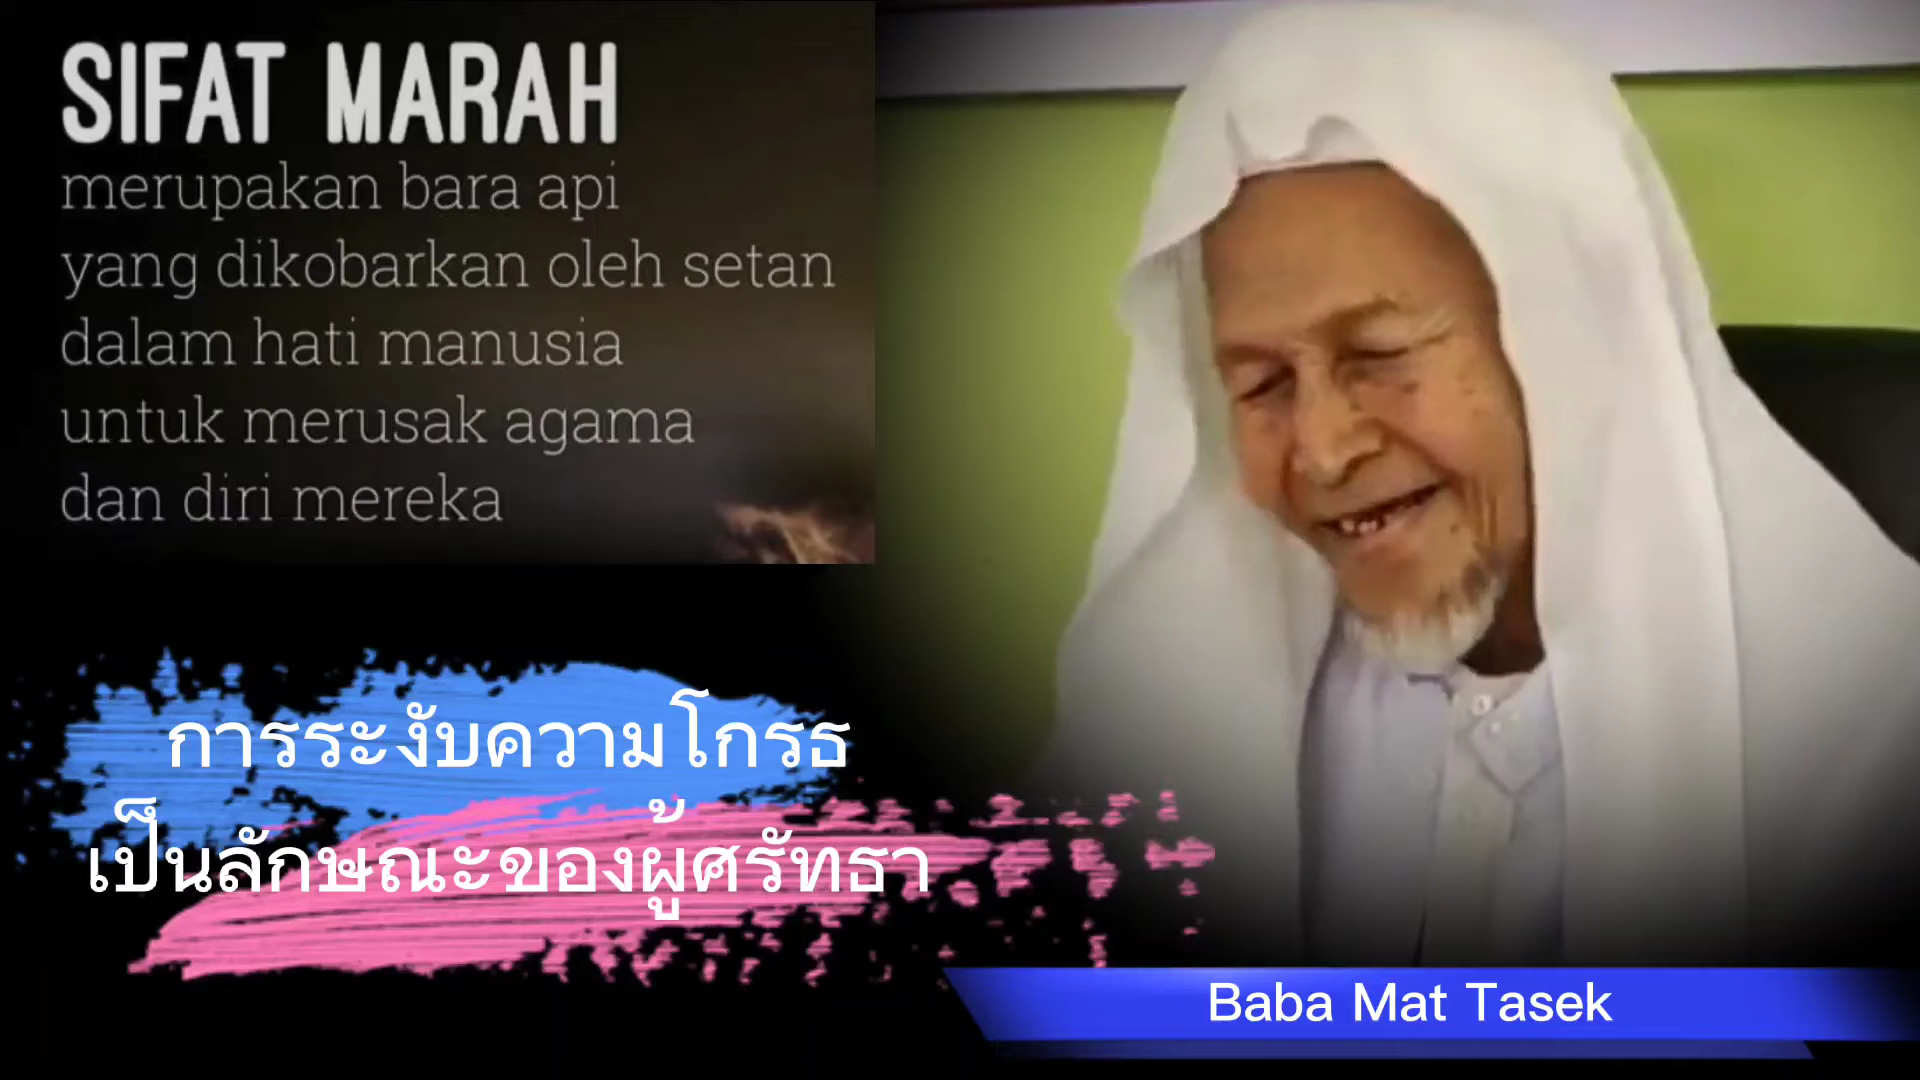 SIFAT MARAH
merupakan bara api
yang dikobarkan oleh setan
dalam hati manusia
untuk merusak agama
dan diri mereka
การระงับความโกรธ
เป็นลักษณะของผู้ศรัทธา
Baba Mat Tasek